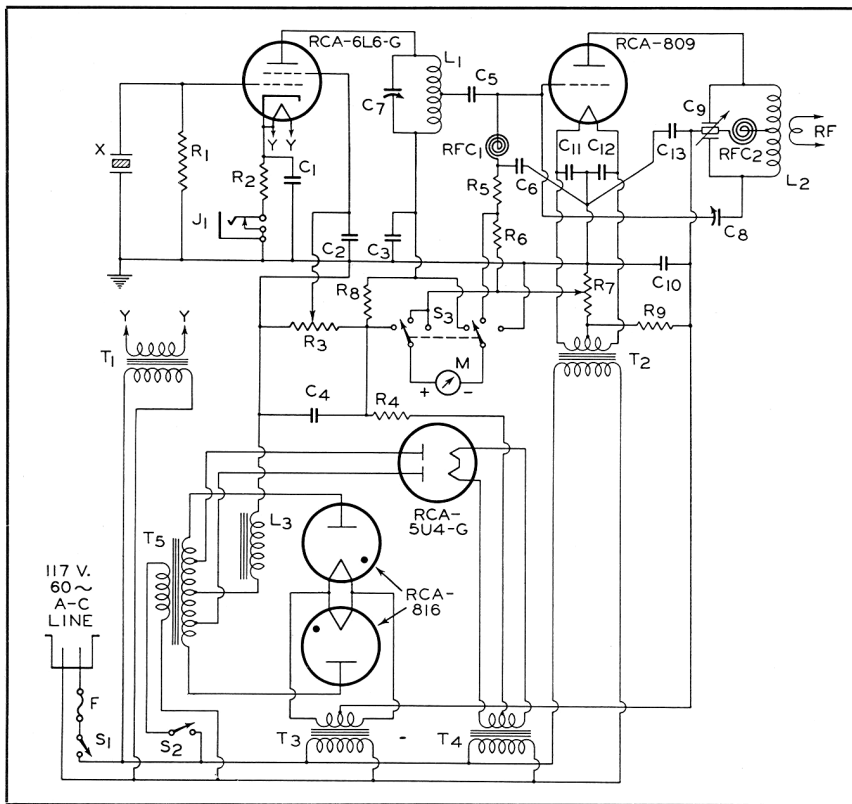 RCA-6L6-G
RCA-809
L1
C5
C7
C9
C11
C12
C13
RF
X
R1
Y Y
RFC1
RFC2
R2
C1
R5
C6
L2
J1
C8
R6
C2
C3
R8
R7
C10
S3
R9
Y Y
R3
T1
T2
M
+ -
C4
R4
RCA-
5U4-G
L3
T5
117 V.
60~
A-C
LINE
RCA-
816
F
S1
S2
T3
T4